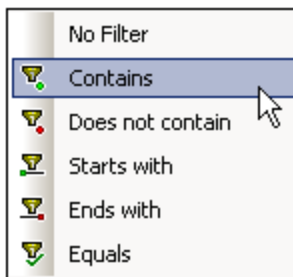 No Filter
Contains
Does not contain
Starts with
Ends with
Equals